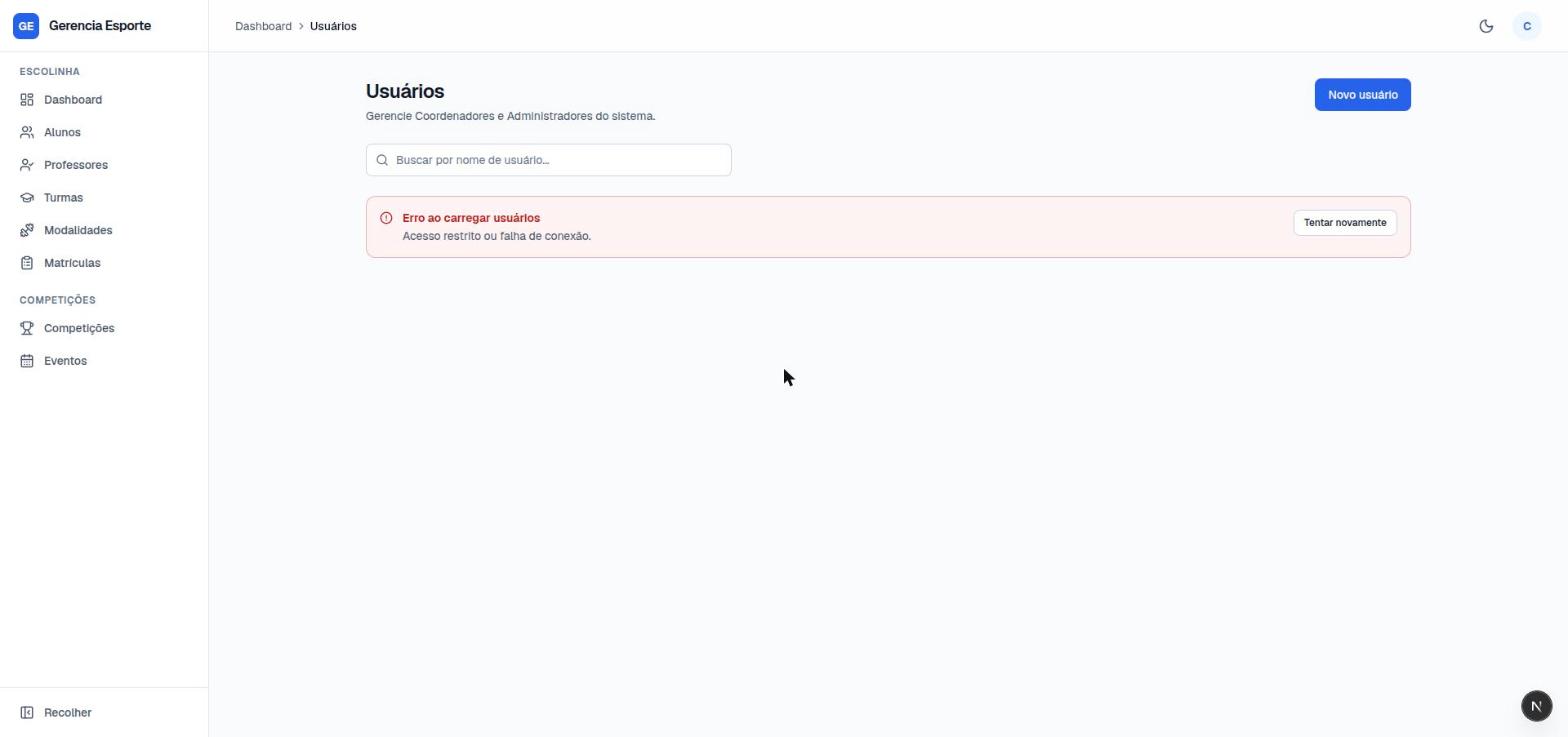 GE Gerencia Esporte
Dashboard > Usuários
C
ESCOLINHA
Dashboard
Alunos
Professores
Turmas
Modalidades
Matrículas
COMPETIÇÕES
Competições
Eventos
Recolher
Usuários
Gerencie Coordenadores e Administradores do sistema.
Novo usuário
Buscar por nome de usuário...
Erro ao carregar usuários
Acesso restrito ou falha de conexão.
Tentar novamente
N